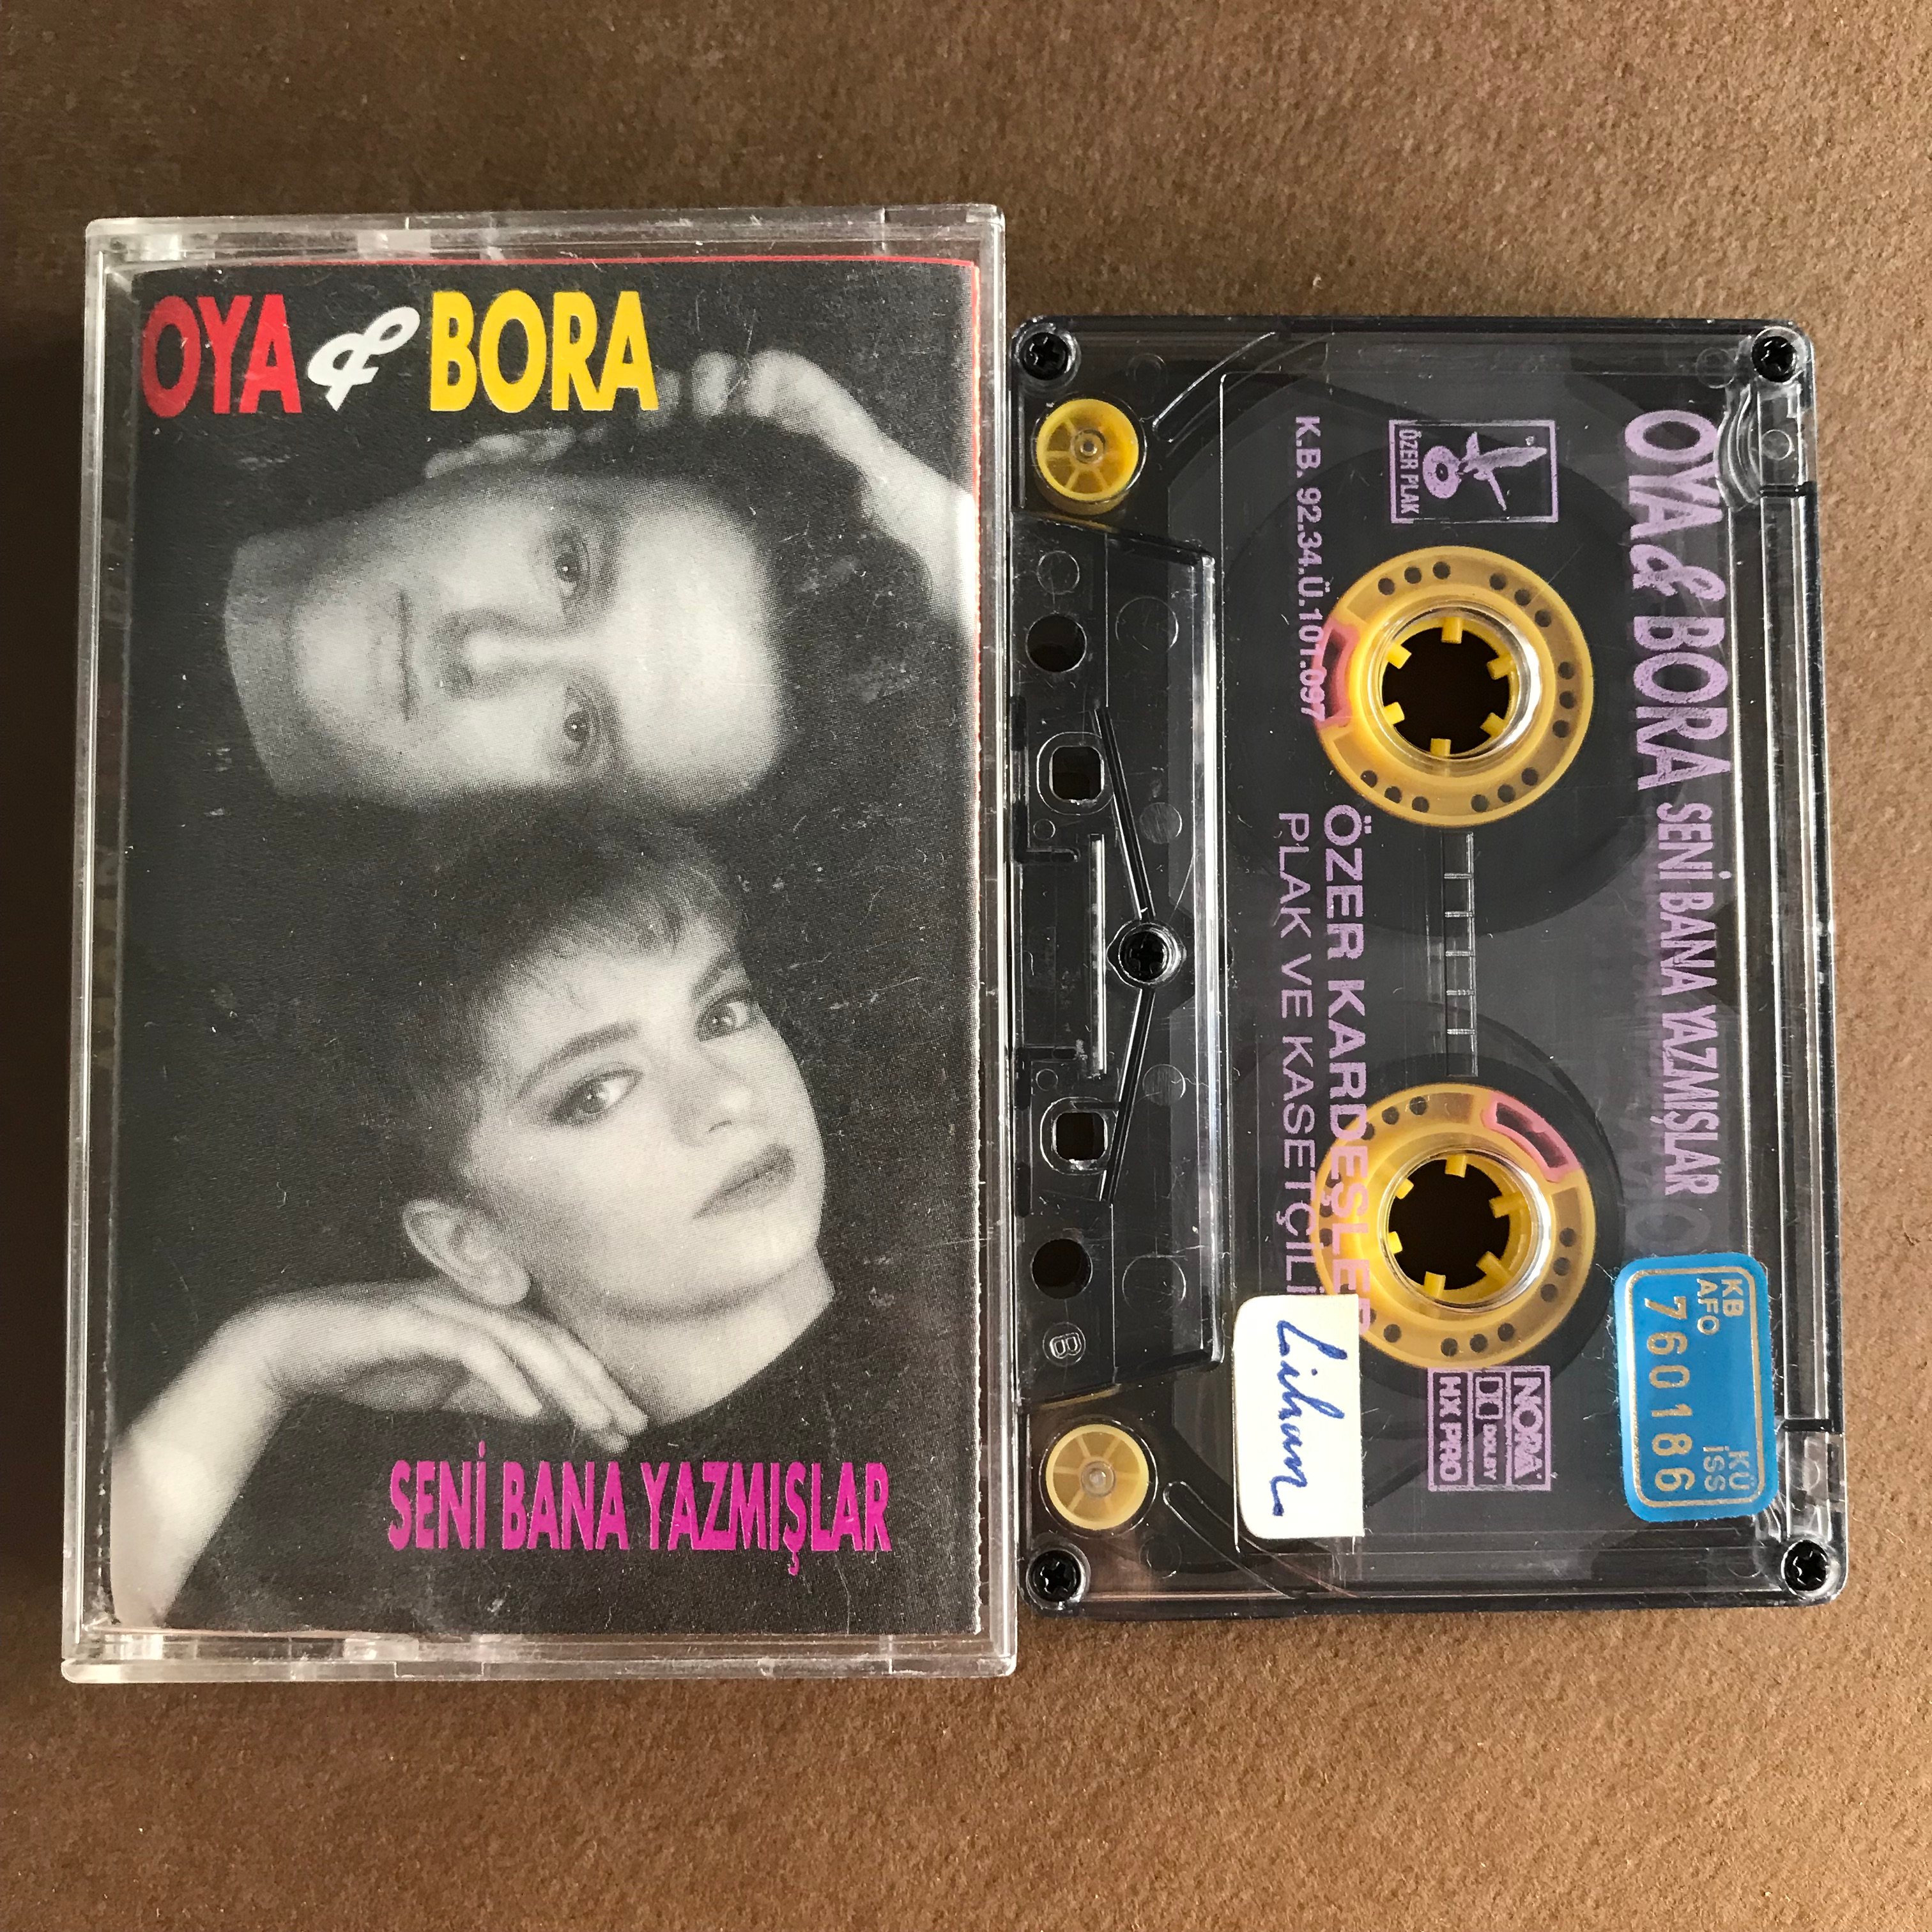 OYA & BORA
SENİ BANA YAZMIŞLAR
OYA & BORA SENİ BANA YAZMIŞLAR
ÖZER PLAK
K.B. 92.34.Ü.101.097
ÖZER KARDEŞLER
PLAK VE KASETÇİLİ
NORA
DOLBY
HX PRO
KB KÜ
AFO İSS
760186
B